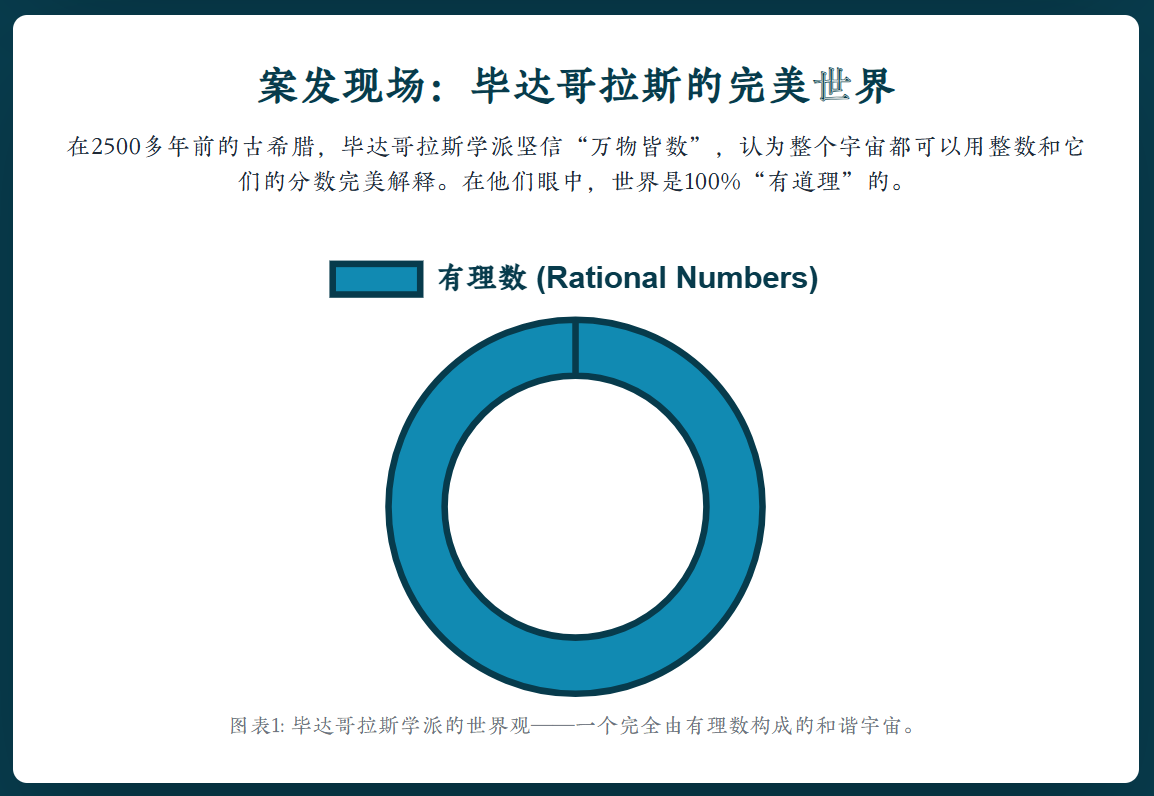 案发现场：毕达哥拉斯的完美世界
在2500多年前的古希腊，毕达哥拉斯学派坚信“万物皆数”，认为整个宇宙都可以用整数和它
们的分数完美解释。在他们眼中，世界是100%“有道理”的。
有理数 (Rational Numbers)
图表1: 毕达哥拉斯学派的世界观——一个完全由有理数构成的和谐宇宙。